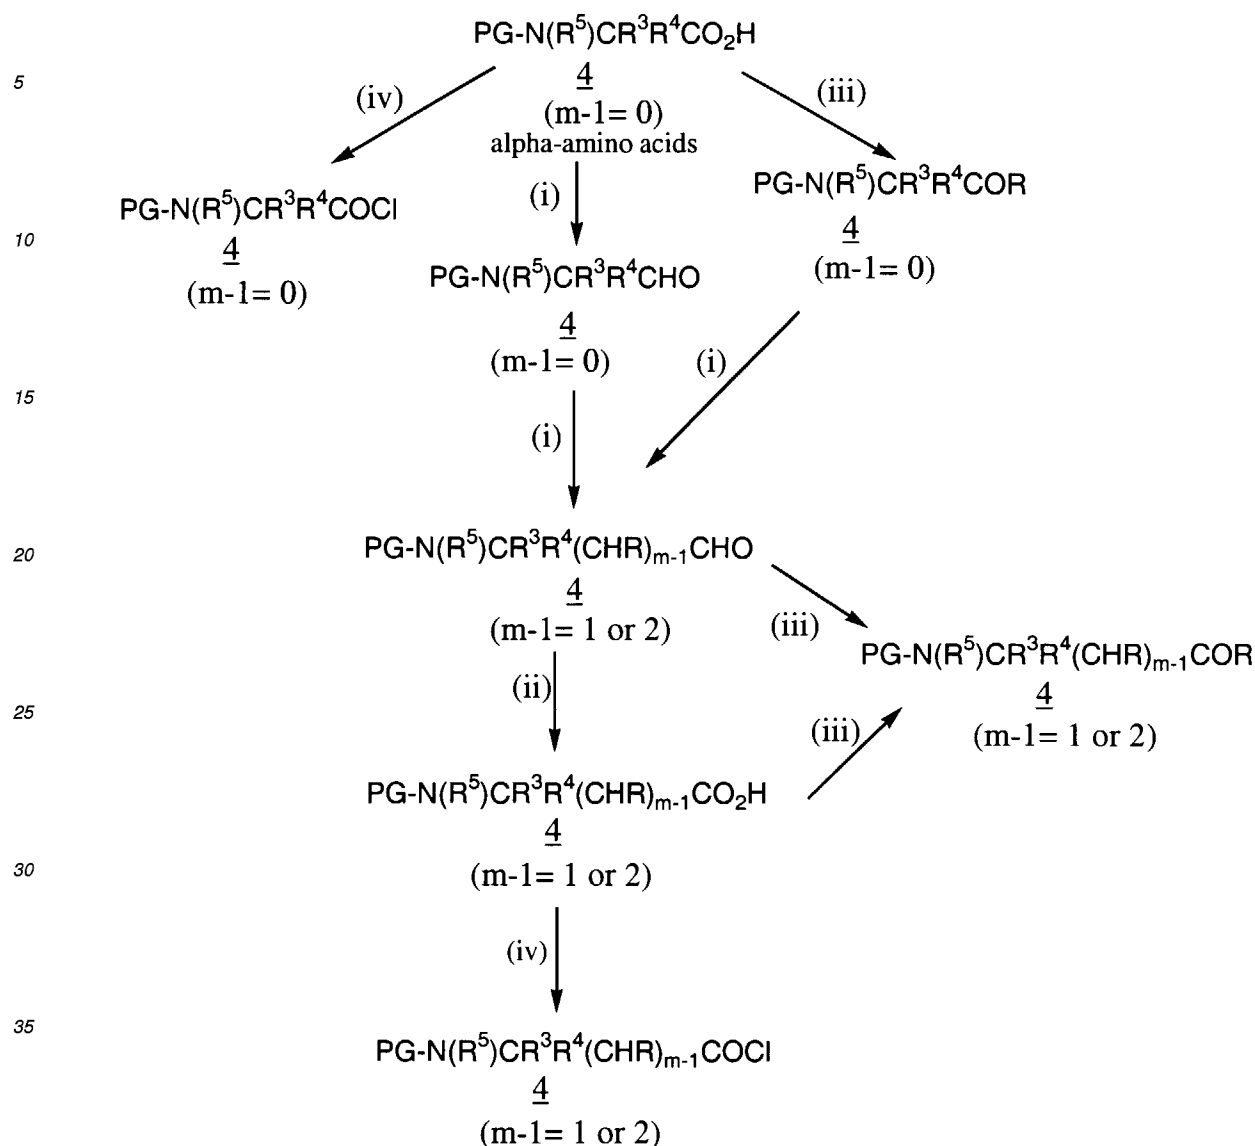 PG-N(R⁵)CR³R⁴CO₂H
5
4
(iv)
(iii)
(m-1= 0)
alpha-amino acids
PG-N(R⁵)CR³R⁴COCl
(i)
PG-N(R⁵)CR³R⁴COR
4
4
10
(m-1= 0)
PG-N(R⁵)CR³R⁴CHO
(m-1= 0)
4
(m-1= 0)
(i)
15
(i)
PG-N(R⁵)CR³R⁴(CHR)ₘ₋₁CHO
20
4
(m-1= 1 or 2)
(iii)
PG-N(R⁵)CR³R⁴(CHR)ₘ₋₁COR
(ii)
4
25
(iii)
(m-1= 1 or 2)
PG-N(R⁵)CR³R⁴(CHR)ₘ₋₁CO₂H
4
30
(m-1= 1 or 2)
(iv)
35
PG-N(R⁵)CR³R⁴(CHR)ₘ₋₁COCl
4
(m-1= 1 or 2)